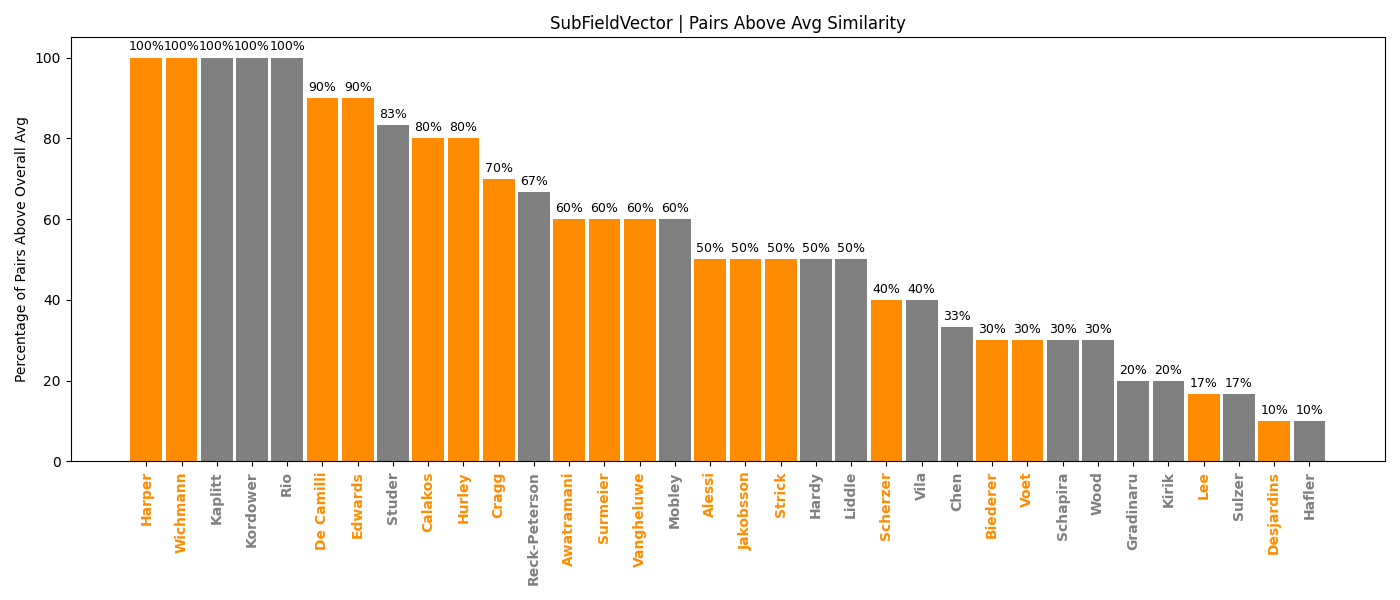 SubFieldVector | Pairs Above Avg Similarity
Percentage of Pairs Above Overall Avg
100
80
60
40
20
0
100% 100% 100% 100% 100% 90% 90% 83% 80% 80% 70% 67% 60% 60% 60% 60% 50% 50% 50% 50% 50% 40% 40% 33% 30% 30% 30% 30% 20% 20% 17% 17% 10% 10%
Harper
Wichmann
Kaplitt
Kordower
Rio
De Camilli
Edwards
Studer
Calakos
Hurley
Cragg
Reck-Peterson
Awatramani
Surmeier
Vangheluwe
Mobley
Alessi
Jakobsson
Strick
Hardy
Liddle
Scherzer
Vila
Chen
Biederer
Voet
Schapira
Wood
Gradinaru
Kirik
Lee
Sulzer
Desjardins
Hafler